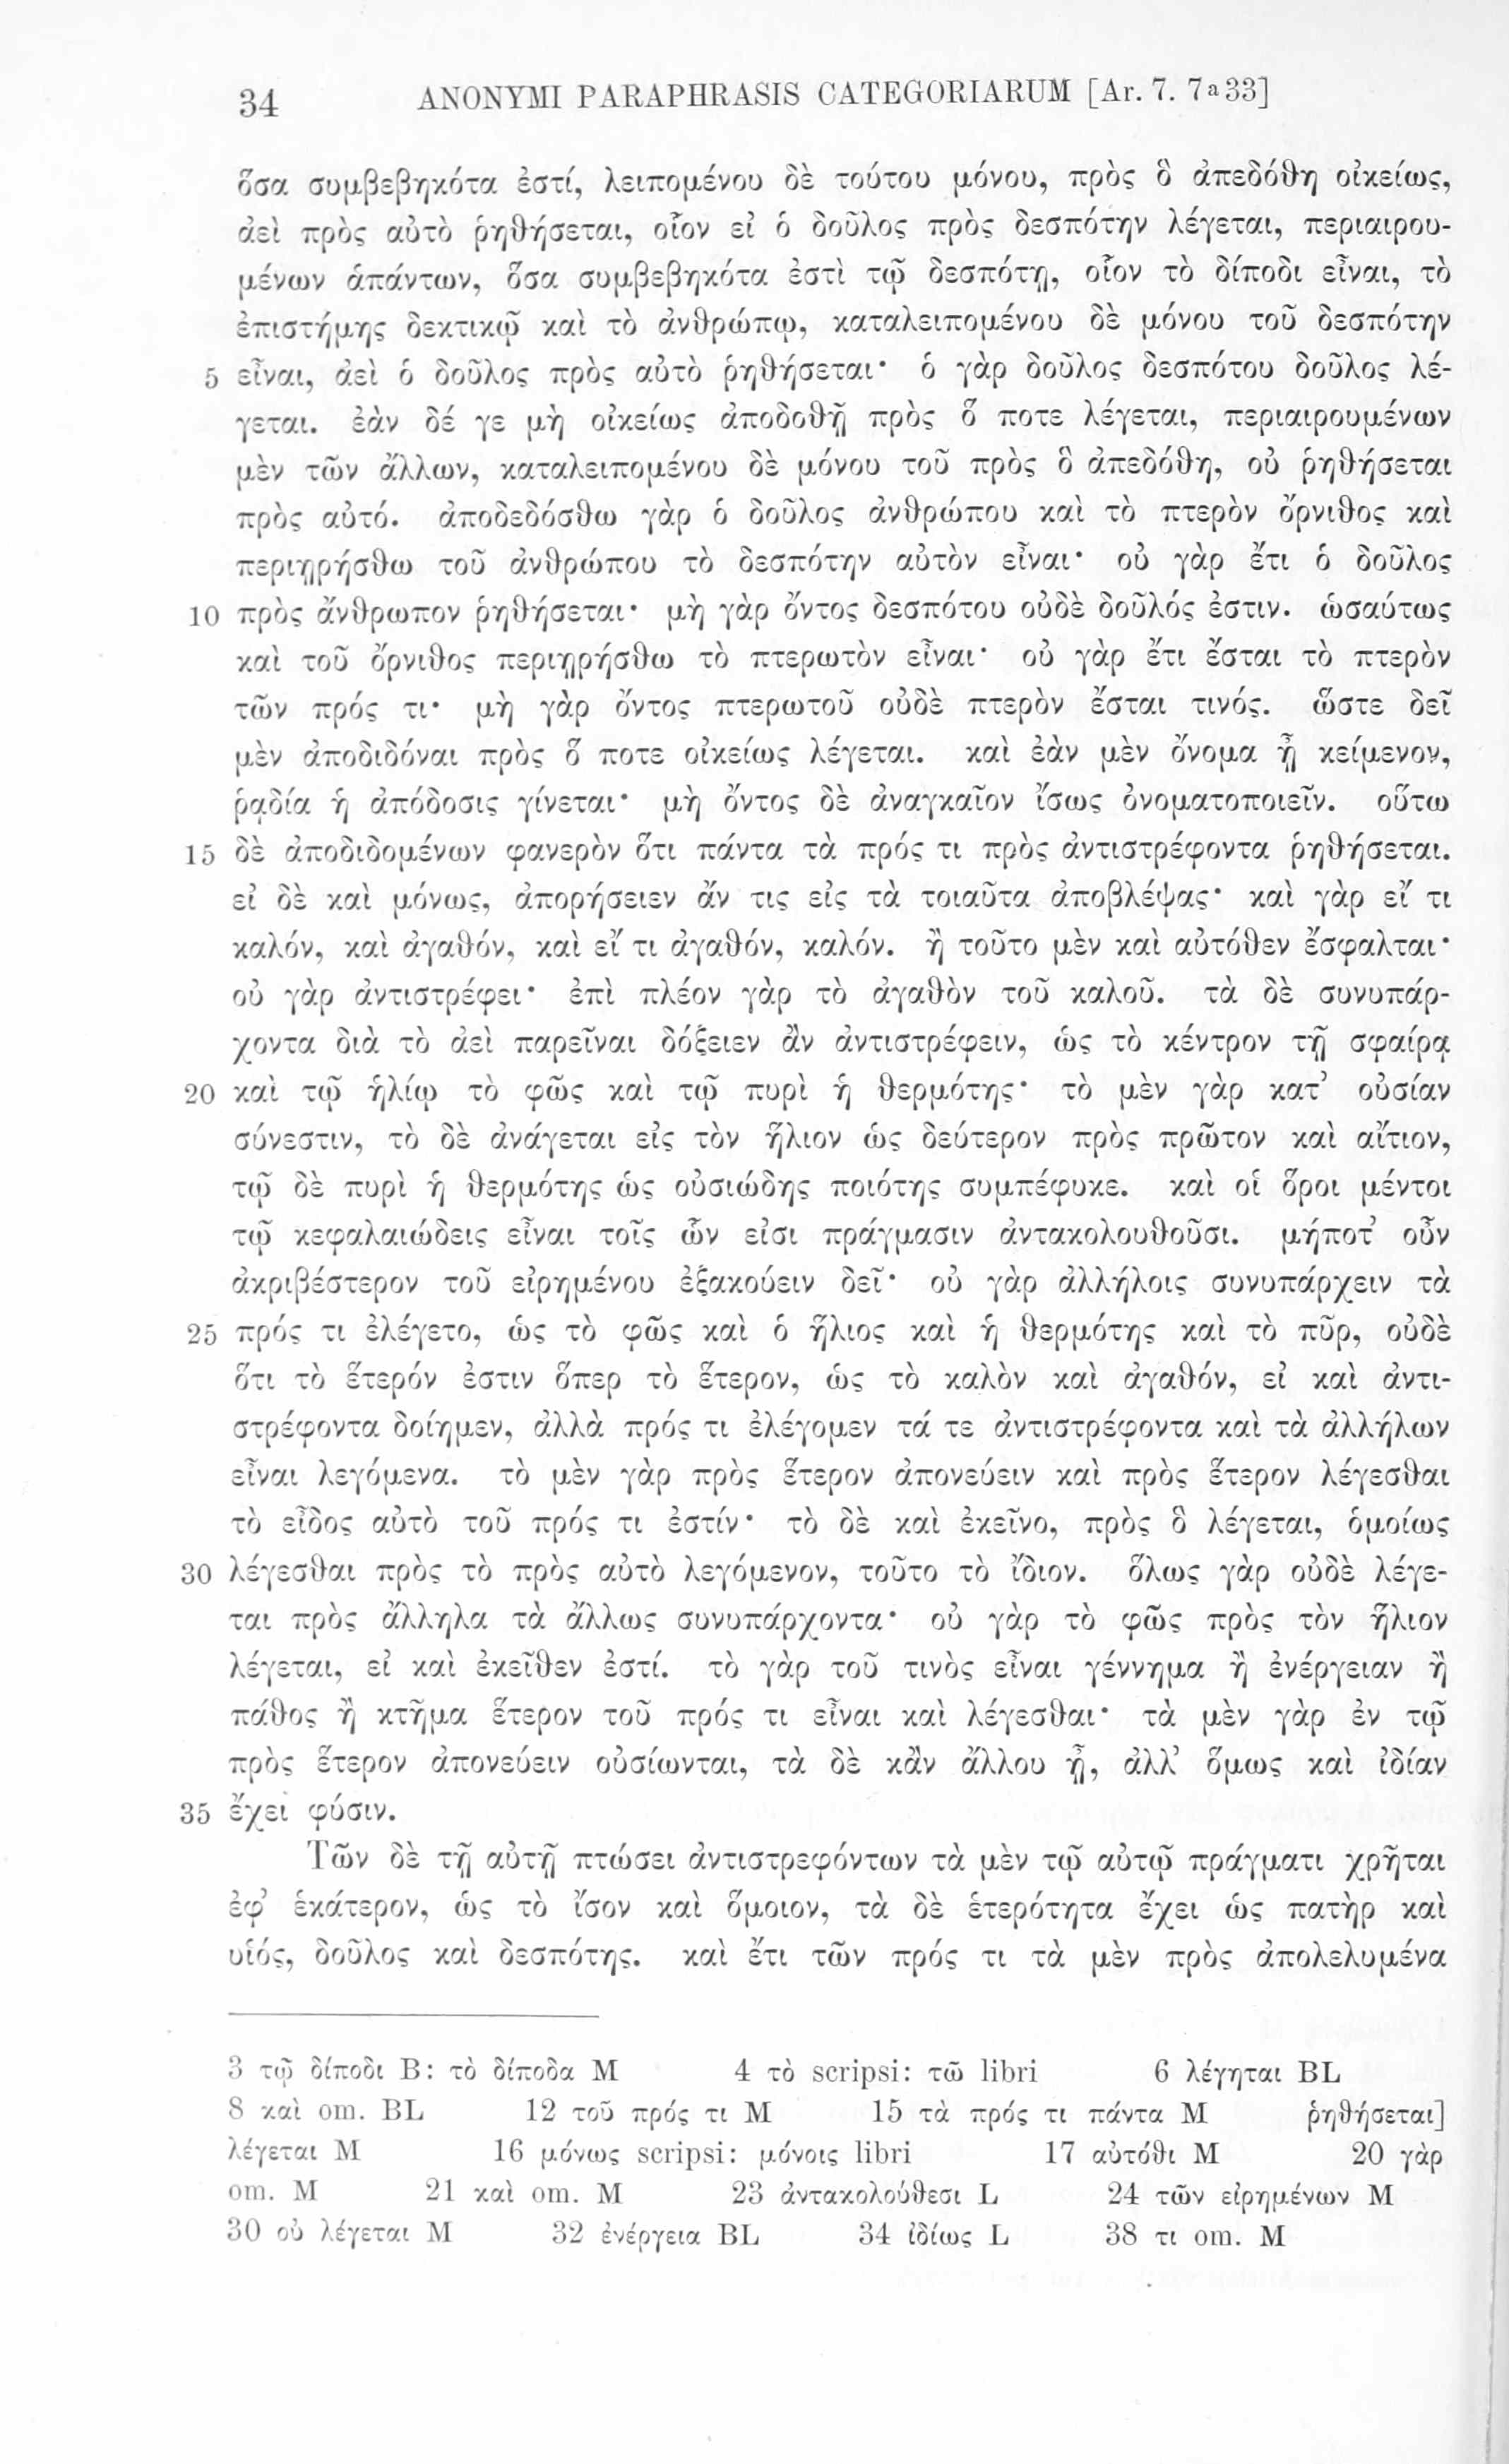 34 ANONYMI PARAPHRASIS CATEGORIARUM [Ar. 7. 7a33]
ὅσα συμβεβηκότα ἐστί, λειπομένου δὲ τούτου μόνου, πρὸς ὃ ἀπεδόθη οἰκείως,
ἀεὶ πρὸς αὐτὸ ῥηθήσεται, οἷον εἰ ὁ δοῦλος πρὸς δεσπότην λέγεται, περιαιρου-
μένων ἁπάντων, ὅσα συμβεβηκότα ἐστὶ τῷ δεσπότῃ, οἷον τὸ δίποδι εἶναι, τὸ
ἐπιστήμης δεκτικῷ καὶ τὸ ἀνθρώπῳ, καταλειπομένου δὲ μόνου τοῦ δεσπότην
5 εἶναι, ἀεὶ ὁ δοῦλος πρὸς αὐτὸ ῥηθήσεται· ὁ γὰρ δοῦλος δεσπότου δοῦλος λέ-
γεται. ἐὰν δέ γε μὴ οἰκείως ἀποδοθῇ πρὸς ὅ ποτε λέγεται, περιαιρουμένων
μὲν τῶν ἄλλων, καταλειπομένου δὲ μόνου τοῦ πρὸς ὃ ἀπεδόθη, οὐ ῥηθήσεται
πρὸς αὐτό. ἀποδεδόσθω γὰρ ὁ δοῦλος ἀνθρώπου καὶ τὸ πτερὸν ὄρνιθος καὶ
περιῃρήσθω τοῦ ἀνθρώπου τὸ δεσπότην αὐτὸν εἶναι· οὐ γὰρ ἔτι ὁ δοῦλος
10 πρὸς ἄνθρωπον ῥηθήσεται· μὴ γὰρ ὄντος δεσπότου οὐδὲ δοῦλός ἐστιν. ὡσαύτως
καὶ τοῦ ὄρνιθος περιῃρήσθω τὸ πτερωτὸν εἶναι· οὐ γὰρ ἔτι ἔσται τὸ πτερὸν
τῶν πρός τι· μὴ γὰρ ὄντος πτερωτοῦ οὐδὲ πτερὸν ἔσται τινός. ὥστε δεῖ
μὲν ἀποδιδόναι πρὸς ὅ ποτε οἰκείως λέγεται. καὶ ἐὰν μὲν ὄνομα ᾖ κείμενον,
ῥᾳδία ἡ ἀπόδοσις γίνεται· μὴ ὄντος δὲ ἀναγκαῖον ἴσως ὀνοματοποιεῖν. οὕτω
15 δὲ ἀποδιδομένων φανερὸν ὅτι πάντα τὰ πρός τι πρὸς ἀντιστρέφοντα ῥηθήσεται.
εἰ δὲ καὶ μόνως, ἀπορήσειεν ἄν τις εἰς τὰ τοιαῦτα ἀποβλέψας· καὶ γὰρ εἴ τι
καλόν, καὶ ἀγαθόν, καὶ εἴ τι ἀγαθόν, καλόν. ἢ τοῦτο μὲν καὶ αὐτόθεν ἔσφαλται·
οὐ γὰρ ἀντιστρέφει· ἐπὶ πλέον γὰρ τὸ ἀγαθὸν τοῦ καλοῦ. τὰ δὲ συνυπάρ-
χοντα διὰ τὸ ἀεὶ παρεῖναι δόξειεν ἂν ἀντιστρέφειν, ὡς τὸ κέντρον τῇ σφαίρᾳ
20 καὶ τῷ ἡλίῳ τὸ φῶς καὶ τῷ πυρὶ ἡ θερμότης· τὸ μὲν γὰρ κατ’ οὐσίαν
σύνεστιν, τὸ δὲ ἀνάγεται εἰς τὸν ἥλιον ὡς δεύτερον πρὸς πρῶτον καὶ αἴτιον,
τῷ δὲ πυρὶ ἡ θερμότης ὡς οὐσιώδης ποιότης συμπέφυκε. καὶ οἱ ὅροι μέντοι
τῷ κεφαλαιώδεις εἶναι τοῖς ὧν εἰσι πράγμασιν ἀντακολουθοῦσι. μήποτ’ οὖν
ἀκριβέστερον τοῦ εἰρημένου ἐξακούειν δεῖ· οὐ γὰρ ἀλλήλοις συνυπάρχειν τὰ
25 πρός τι ἐλέγετο, ὡς τὸ φῶς καὶ ὁ ἥλιος καὶ ἡ θερμότης καὶ τὸ πῦρ, οὐδὲ
ὅτι τὸ ἕτερόν ἐστιν ὅπερ τὸ ἕτερον, ὡς τὸ καλὸν καὶ ἀγαθόν, εἰ καὶ ἀντι-
στρέφοντα δοίημεν, ἀλλὰ πρός τι ἐλέγομεν τά τε ἀντιστρέφοντα καὶ τὰ ἀλλήλων
εἶναι λεγόμενα. τὸ μὲν γὰρ πρὸς ἕτερον ἀπονεύειν καὶ πρὸς ἕτερον λέγεσθαι
τὸ εἶδος αὐτὸ τοῦ πρός τι ἐστίν· τὸ δὲ καὶ ἐκεῖνο, πρὸς ὃ λέγεται, ὁμοίως
30 λέγεσθαι πρὸς τὸ πρὸς αὐτὸ λεγόμενον, τοῦτο τὸ ἴδιον. ὅλως γὰρ οὐδὲ λέγε-
ται πρὸς ἄλληλα τὰ ἄλλως συνυπάρχοντα· οὐ γὰρ τὸ φῶς πρὸς τὸν ἥλιον
λέγεται, εἰ καὶ ἐκεῖθεν ἐστί. τὸ γὰρ τοῦ τινὸς εἶναι γέννημα ἢ ἐνέργειαν ἢ
πάθος ἢ κτῆμα ἕτερον τοῦ πρός τι εἶναι καὶ λέγεσθαι· τὰ μὲν γὰρ ἐν τῷ
πρὸς ἕτερον ἀπονεύειν οὐσίωνται, τὰ δὲ κἂν ἄλλου ᾖ, ἀλλ’ ὅμως καὶ ἰδίαν
35 ἔχει φύσιν.
Τῶν δὲ τῇ αὐτῇ πτώσει ἀντιστρεφόντων τὰ μὲν τῷ αὐτῷ πράγματι χρῆται
ἐφ’ ἑκάτερον, ὡς τὸ ἴσον καὶ ὅμοιον, τὰ δὲ ἑτερότητα ἔχει ὡς πατὴρ καὶ
υἱός, δοῦλος καὶ δεσπότης. καὶ ἔτι τῶν πρός τι τὰ μὲν πρὸς ἀπολελυμένα
3 τῷ δίποδι B: τὸ δίποδα M 4 τὸ scripsi: τῶ libri 6 λέγηται BL
8 καὶ om. BL 12 τοῦ πρός τι M 15 τὰ πρός τι πάντα M ῥηθήσεται]
λέγεται M 16 μόνως scripsi: μόνοις libri 17 αὐτόθι M 20 γὰρ
om. M 21 καὶ om. M 23 ἀντακολούθεσι L 24 τῶν εἰρημένων M
30 οὐ λέγεται M 32 ἐνέργεια BL 34 ἰδίως L 38 τι om. M